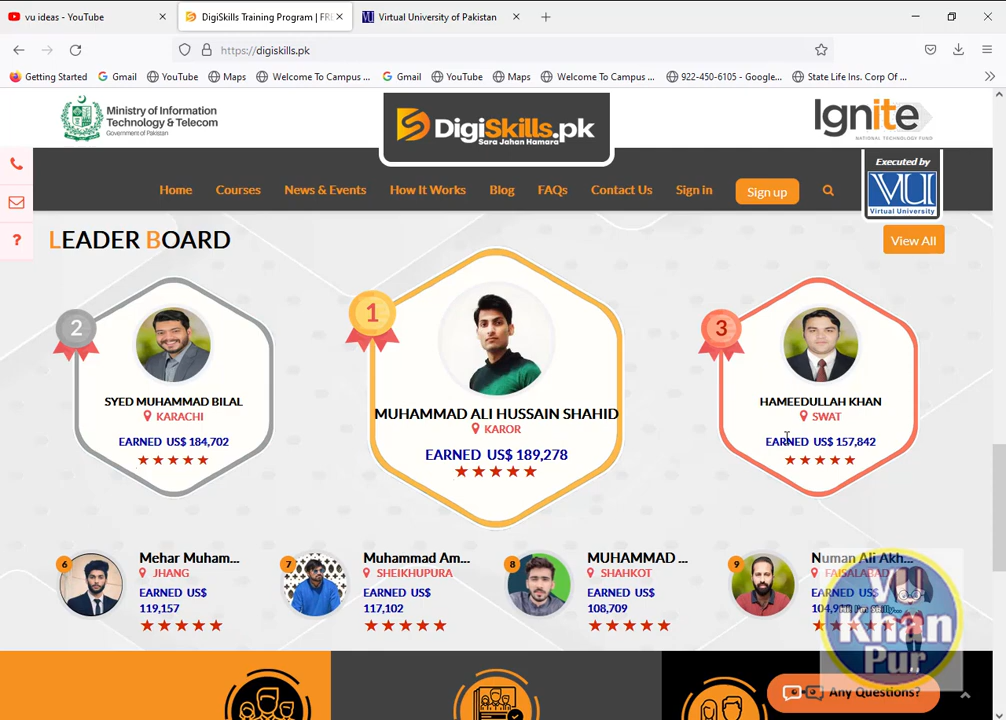 vu ideas - YouTube
DigiSkills Training Program | FRE
Virtual University of Pakistan
https://digiskills.pk
Getting Started
Gmail
YouTube
Maps
Welcome To Campus ...
Gmail
YouTube
Maps
Welcome To Campus ...
922-450-6105 - Google...
State Life Ins. Corp Of ...
Ministry of Information
Technology & Telecom
Government of Pakistan
DigiSkills.pk
Sara Jahan Hamara
Ignite
NATIONAL TECHNOLOGY FUND
Executed by
VU
Virtual University
Home
Courses
News & Events
How It Works
Blog
FAQs
Contact Us
Sign in
Sign up
?
LEADER BOARD
View All
2
SYED MUHAMMAD BILAL
KARACHI
EARNED US$ 184,702
1
MUHAMMAD ALI HUSSAIN SHAHID
KAROR
EARNED US$ 189,278
3
HAMEEDULLAH KHAN
SWAT
EARNED US$ 157,842
6
Mehar Muham...
JHANG
EARNED US$
119,157
7
Muhammad Am...
SHEIKHUPURA
EARNED US$
117,102
8
MUHAMMAD ...
SHAHKOT
EARNED US$
108,709
9
Numan Ali Akh...
FAISALABAD
EARNED US$
VU
Khan
Pur
Any Questions?